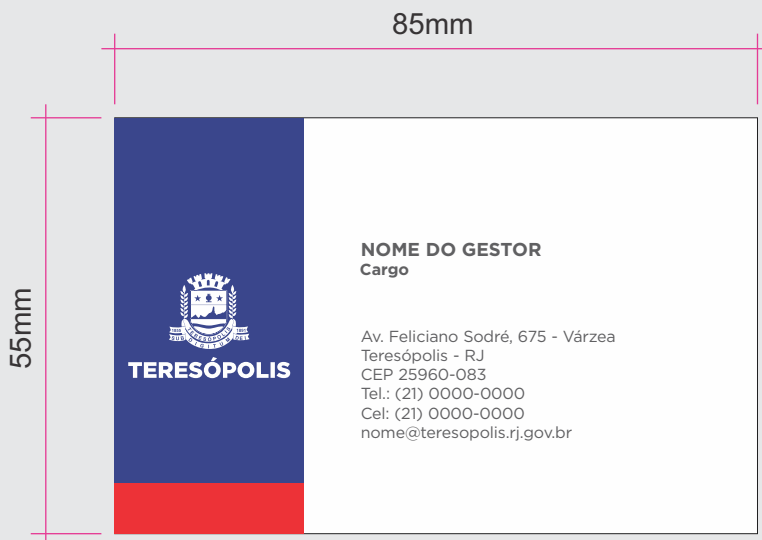 85mm
55mm
TERESÓPOLIS
NOME DO GESTOR
Cargo
Av. Feliciano Sodré, 675 - Várzea
Teresópolis - RJ
CEP 25960-083
Tel.: (21) 0000-0000
Cel: (21) 0000-0000
nome@teresopolis.rj.gov.br